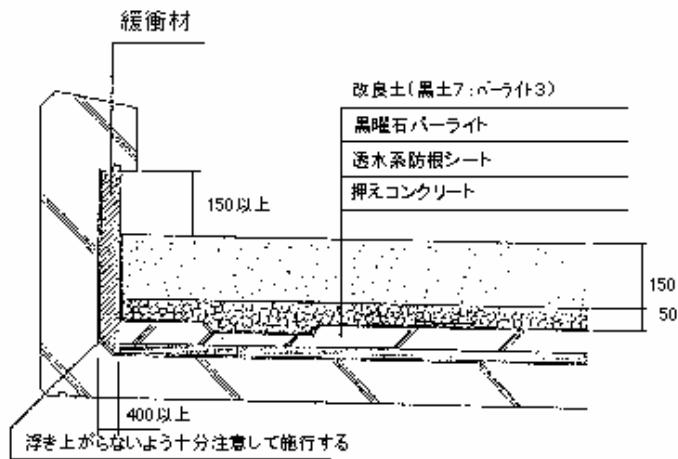 緩衝材
改良土(黒土7:パーライト3)
黒曜石パーライト
透水系防根シート
押えコンクリート
150以上
150
50
400以上
浮き上がらないよう十分注意して施行する